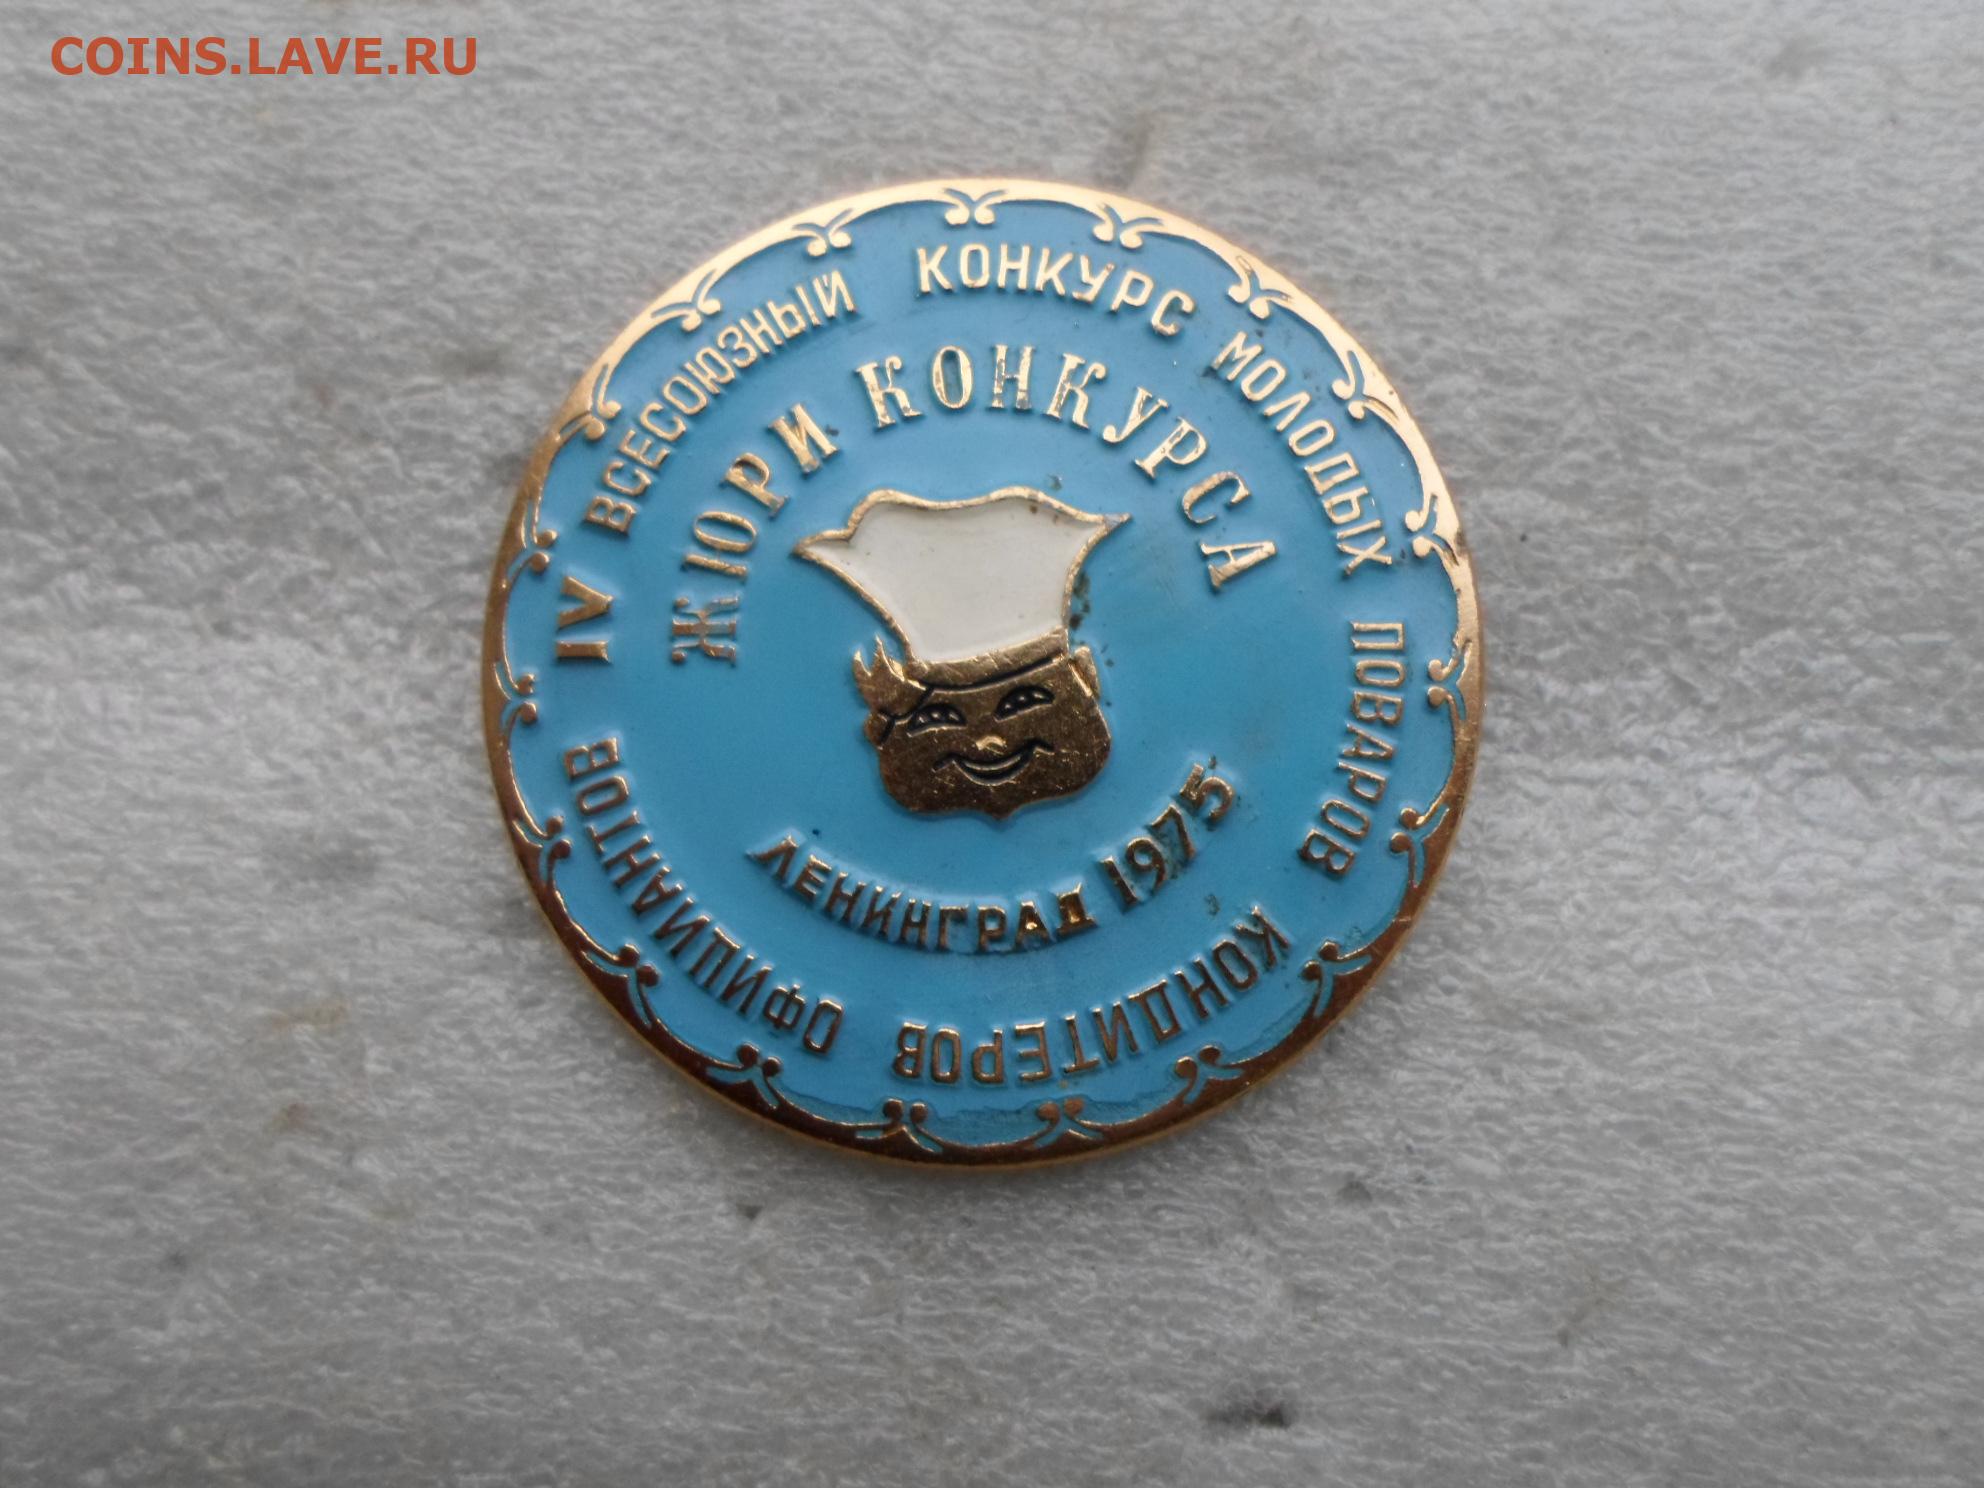 COINS.LAVE.RU
IV ВСЕСОЮЗНЫЙ КОНКУРС МОЛОДЫХ ПОВАРОВ КОНДИТЕРОВ ОФИЦИАНТОВ
ЖЮРИ КОНКУРСА
ЛЕНИНГРАД 1975